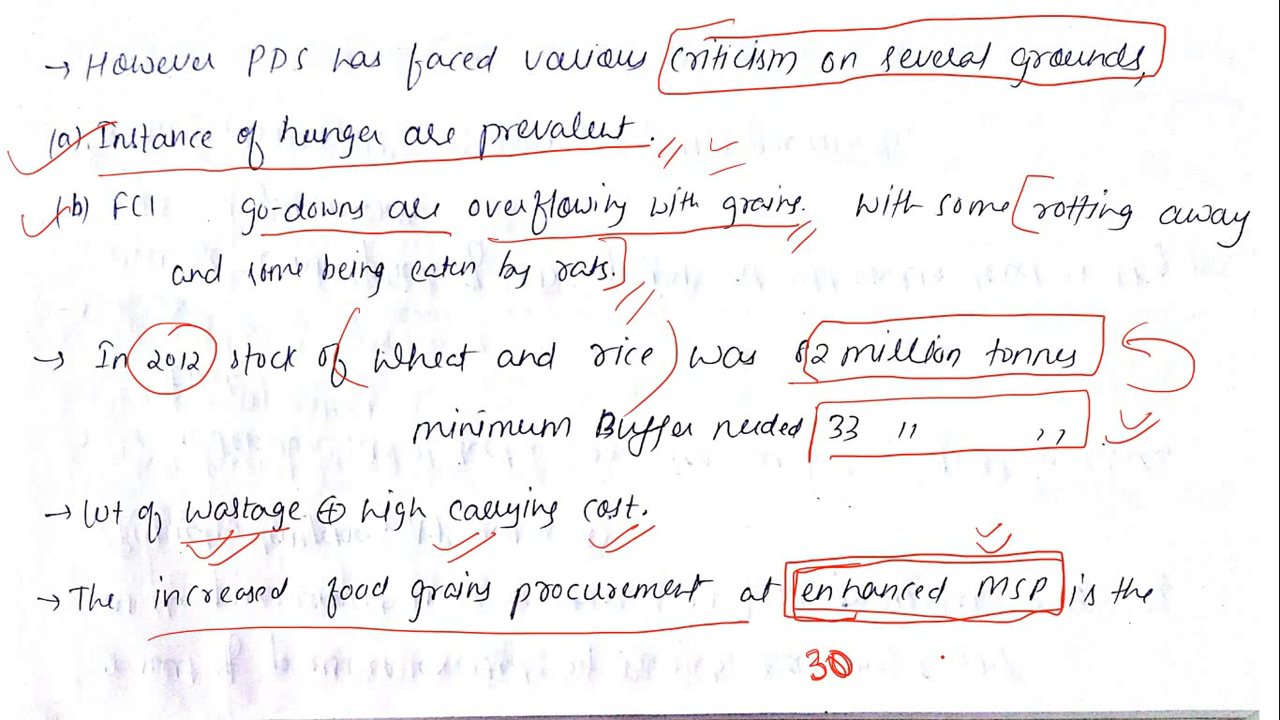 → However PDS has faced various criticism on several grounds,
(a). Instance of hunger are prevalent.
(b) FCI go-downs are overflowing with grains. with some rotting away
and some being eaten by rats.
→ In 2012 stock of wheat and rice was million tonnes
minimum Buffer needed 33 " "
→ Lot of wastage ⊕ high carrying cost.
→ The increased food grains procurement at enhanced MSP is the
30